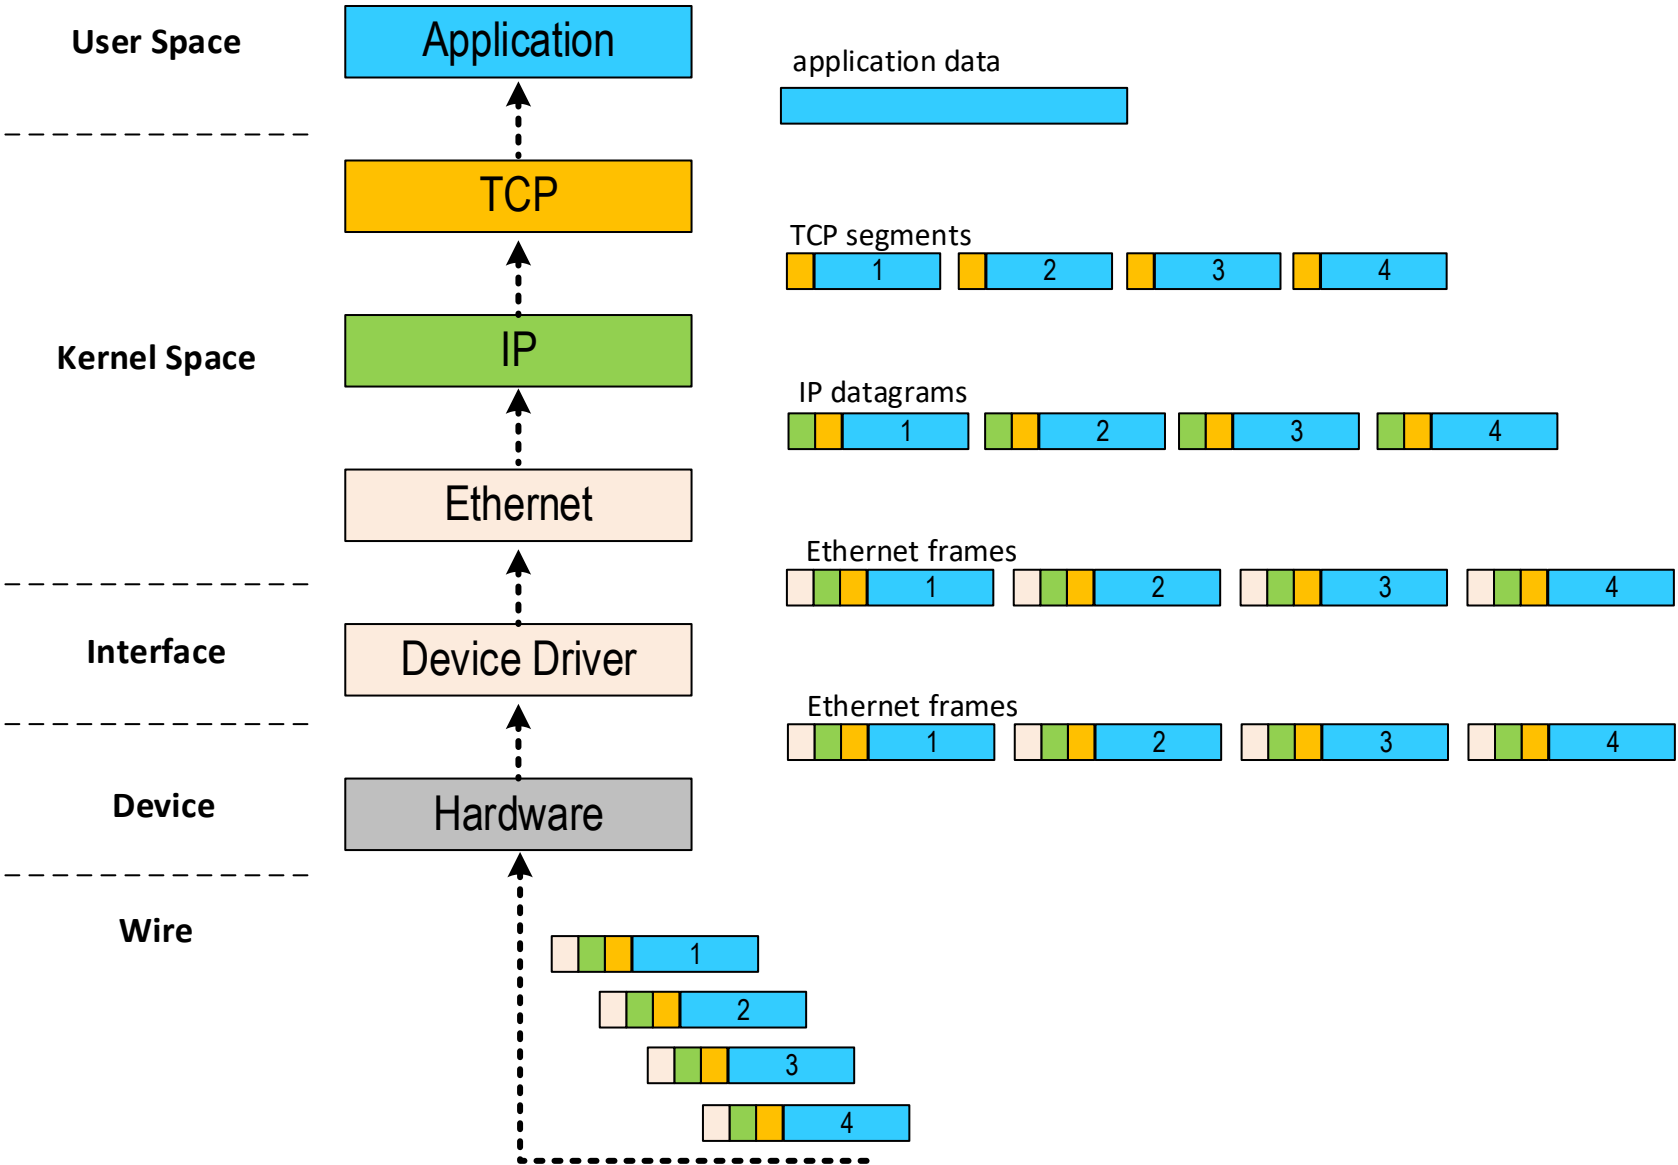 User Space
Application
application data
TCP
TCP segments
1 2 3 4
Kernel Space
IP
IP datagrams
1 2 3 4
Ethernet
Ethernet frames
1 2 3 4
Interface
Device Driver
Ethernet frames
1 2 3 4
Device
Hardware
Wire
1
2
3
4